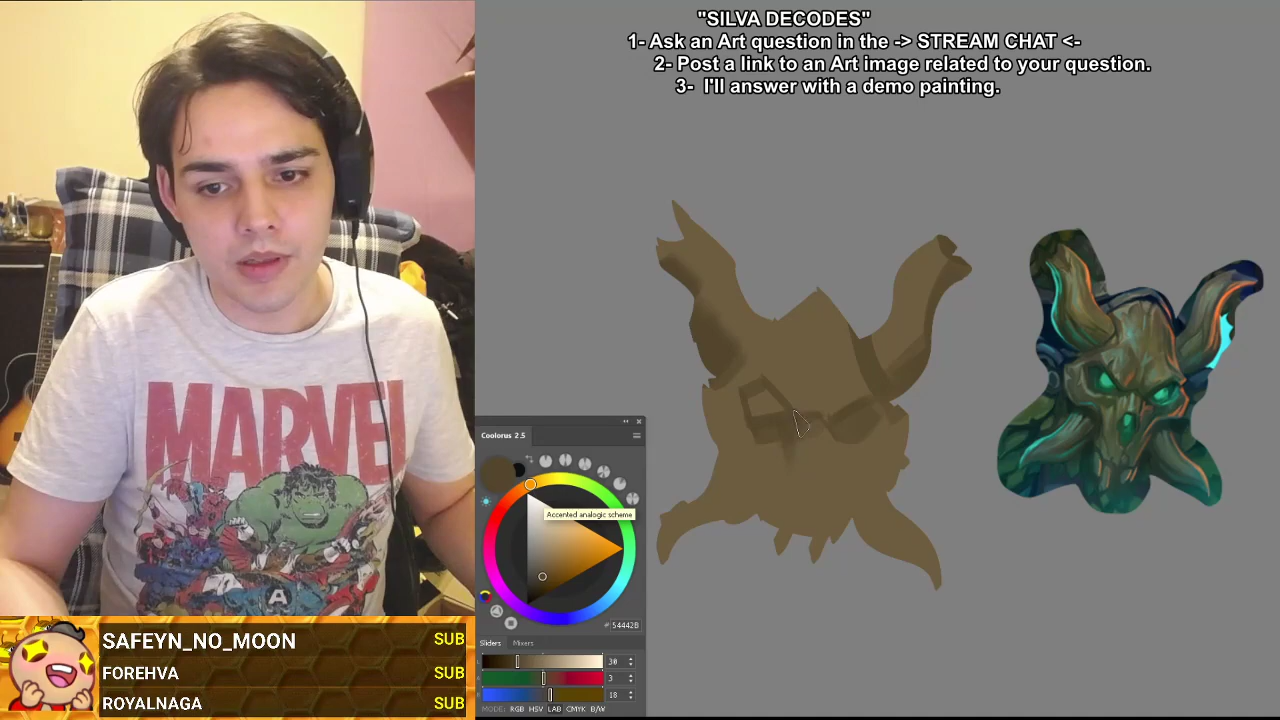 "SILVA DECODES"
1- Ask an Art question in the -> STREAM CHAT <-
2- Post a link to an Art image related to your question.
3- I'll answer with a demo painting.
MARVEL
A
Coolorus 2.5
Accented analogic scheme
# 54442B
Sliders Mixers
30
3
18
MODE: RGB HSV LAB CMYK B/W
SAFEYN_NO_MOON SUB
FOREHVA SUB
ROYALNAGA SUB